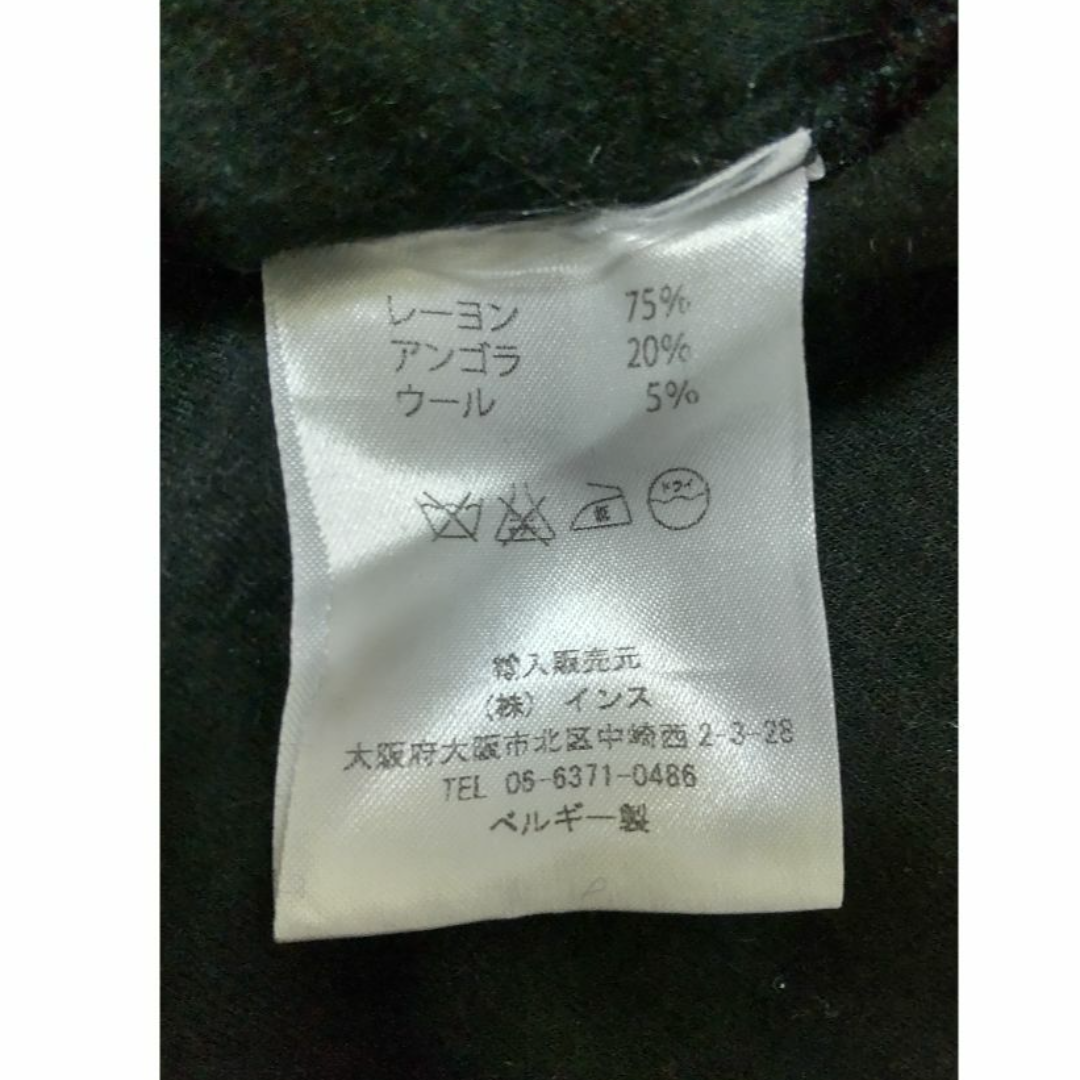 レーヨン 75%
アンゴラ 20%
ウール 5%
ドライ
輸入販売元
(株) インス
大阪府大阪市北区中崎西2-3-28
TEL 06-6371-0486
ベルギー製